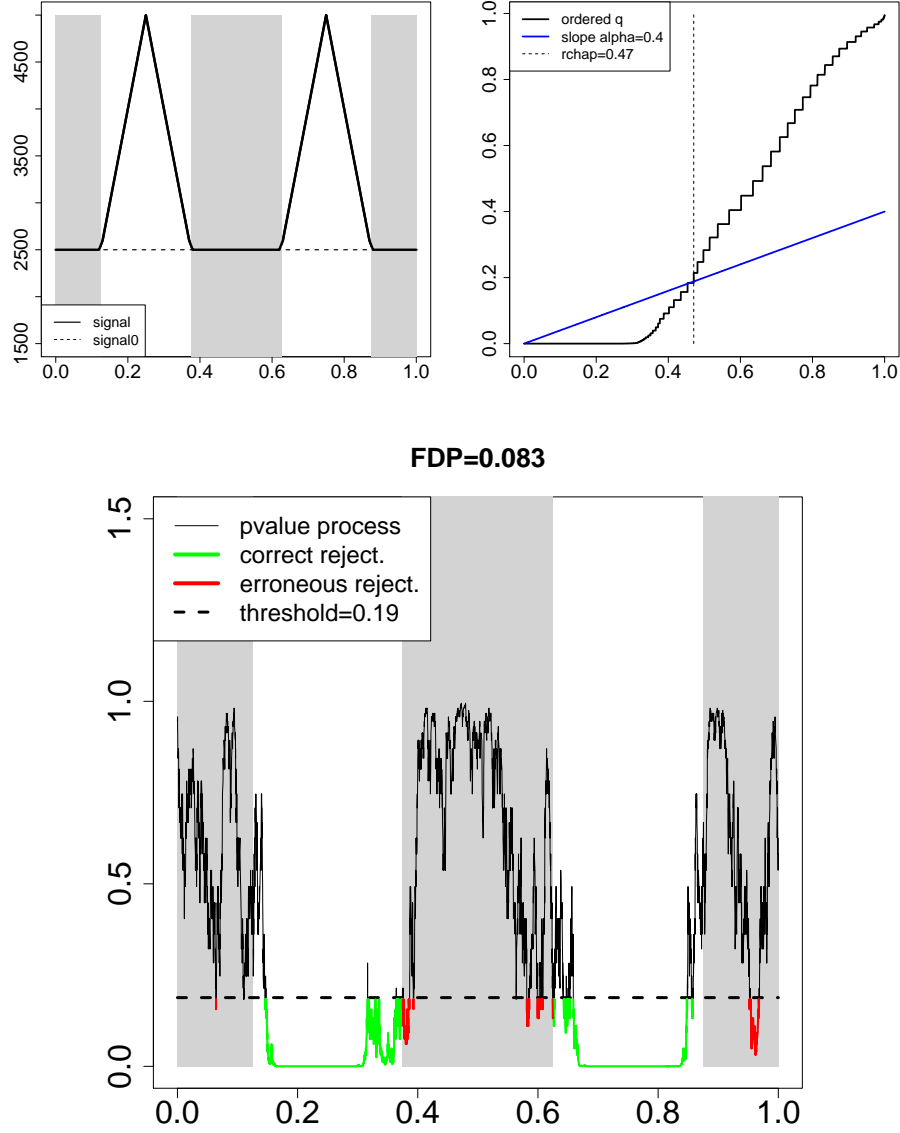 1500
2500
3500
4500
signal
signal0
0.0 0.2 0.4 0.6 0.8 1.0
0.0
0.2
0.4
0.6
0.8
1.0
ordered q
slope alpha=0.4
rchap=0.47
0.0 0.2 0.4 0.6 0.8 1.0
FDP=0.083
0.0
0.5
1.0
1.5
pvalue process
correct reject.
erroneous reject.
threshold=0.19
0.0 0.2 0.4 0.6 0.8 1.0